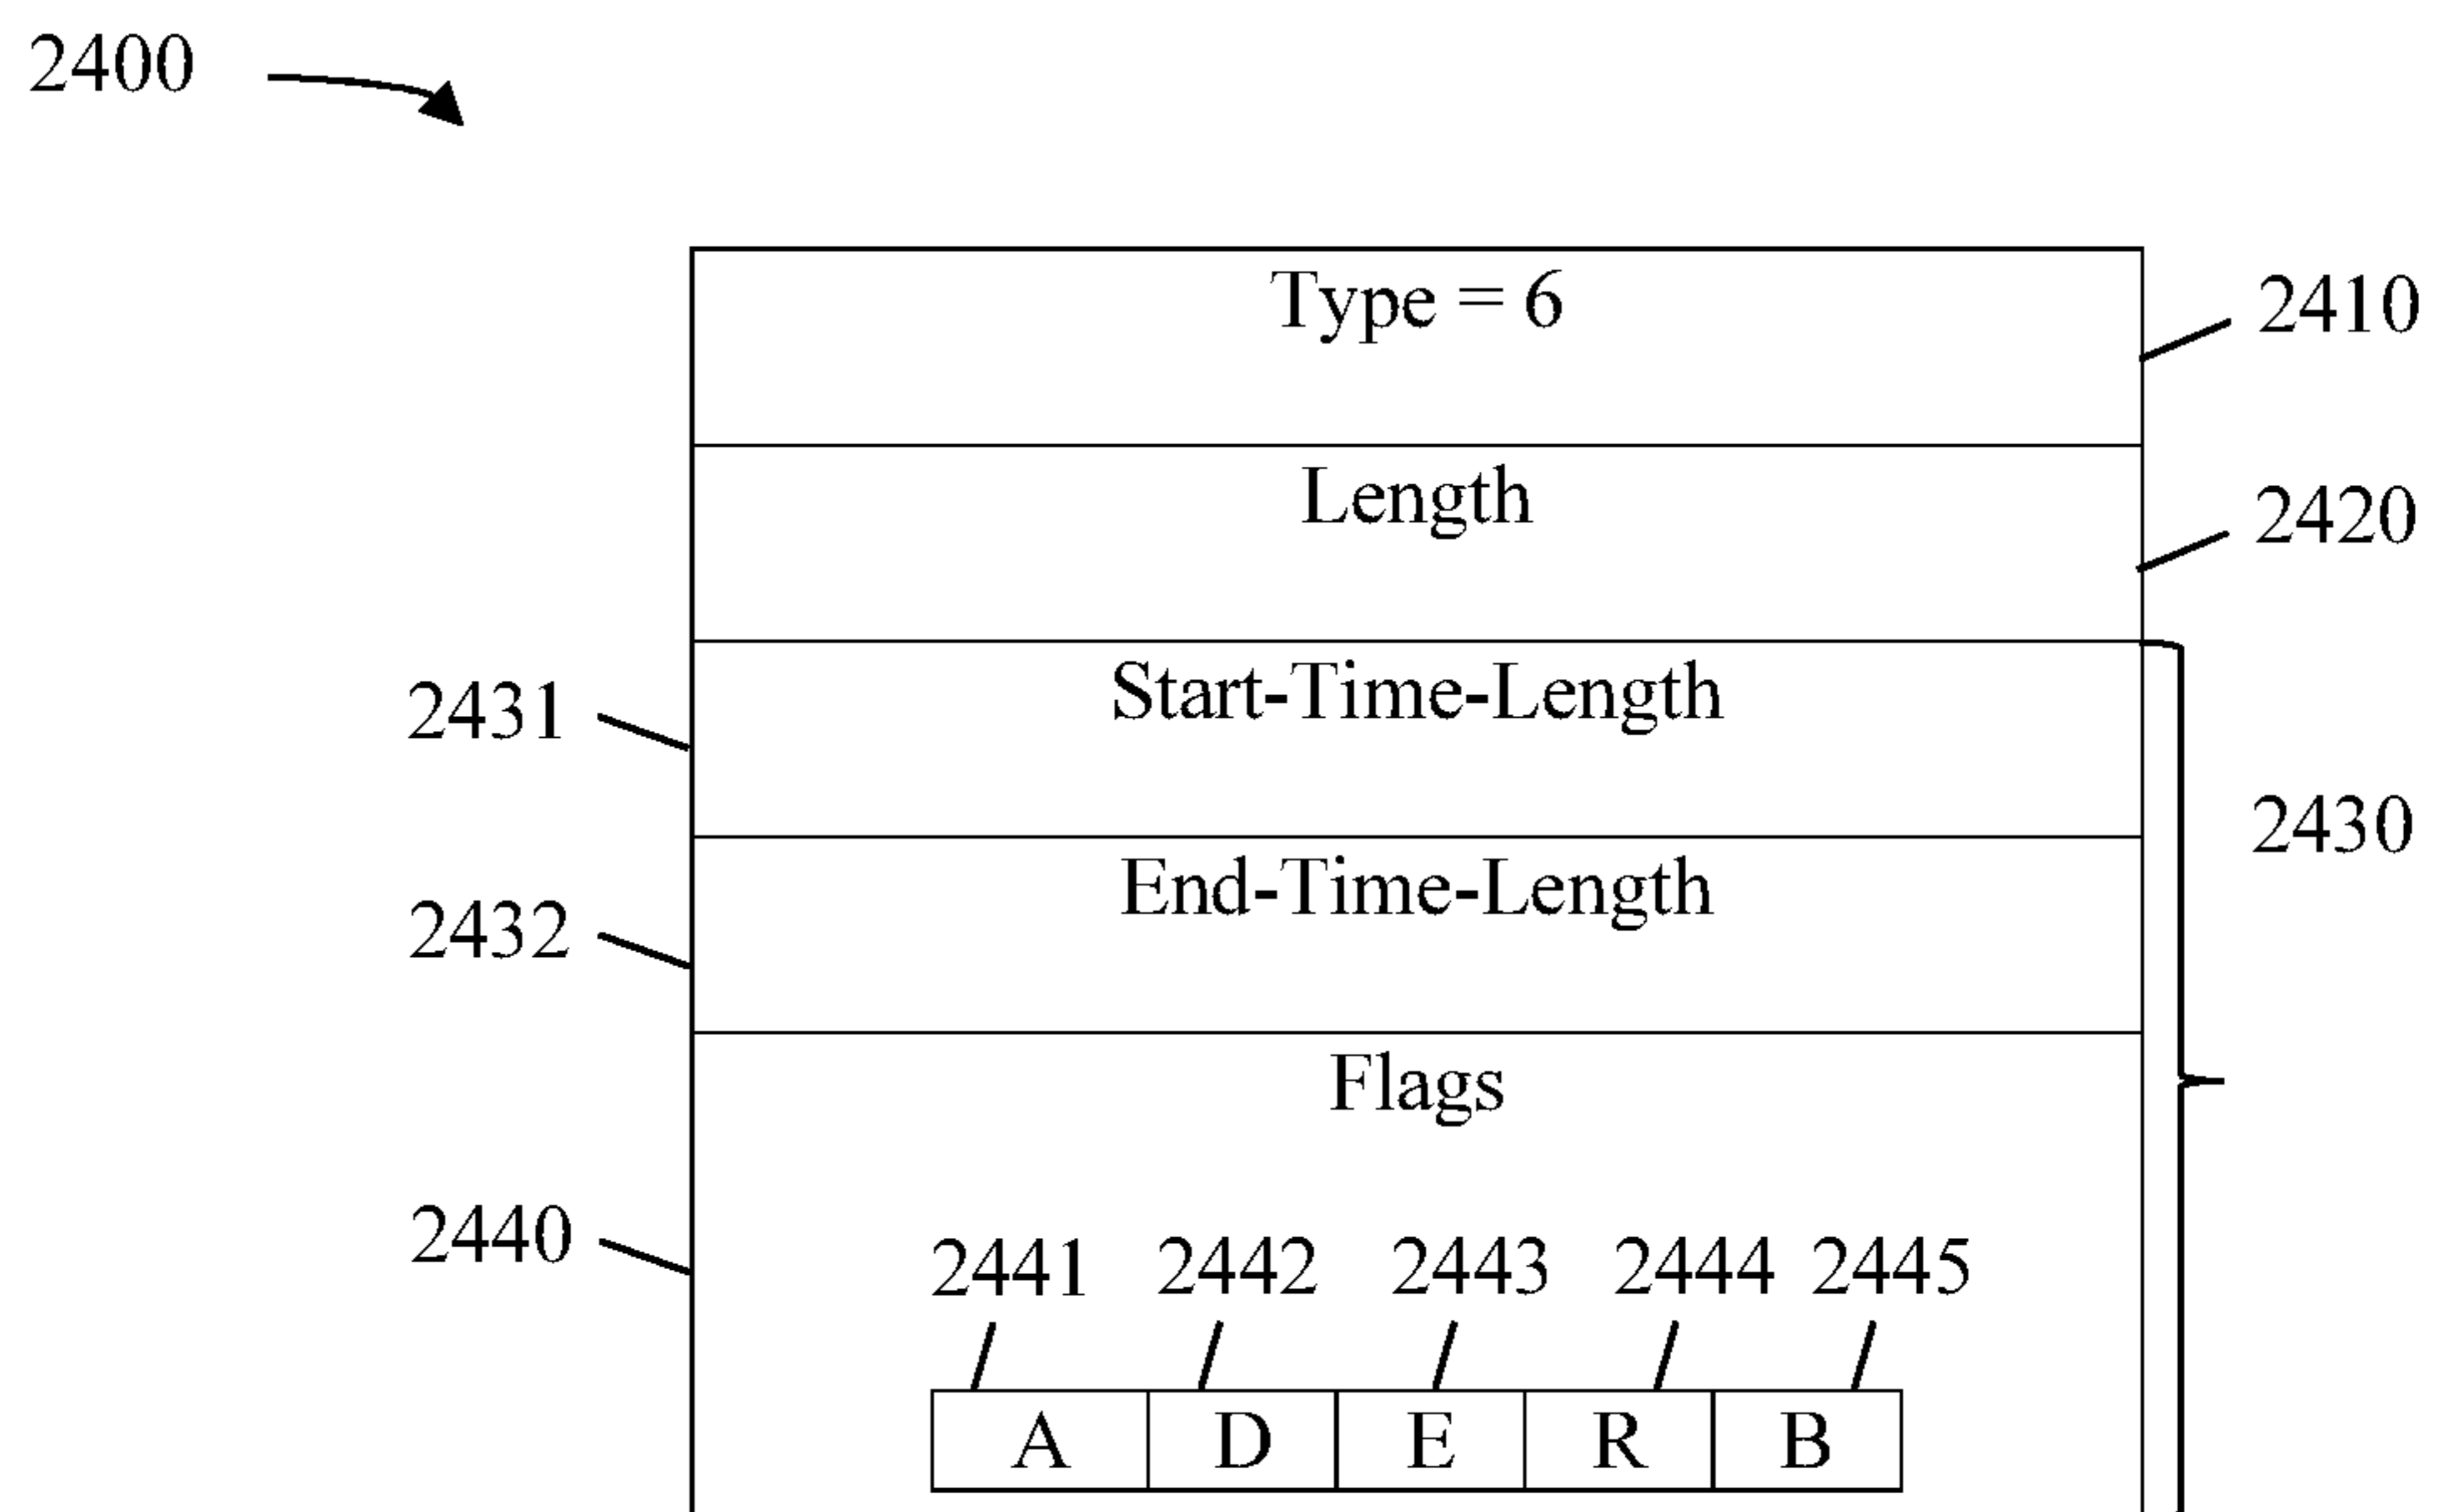 2400
Type = 6
2410
Length
2420
2431
Start-Time-Length
2430
2432
End-Time-Length
Flags
2440
2441 2442 2443 2444 2445
A D E R B